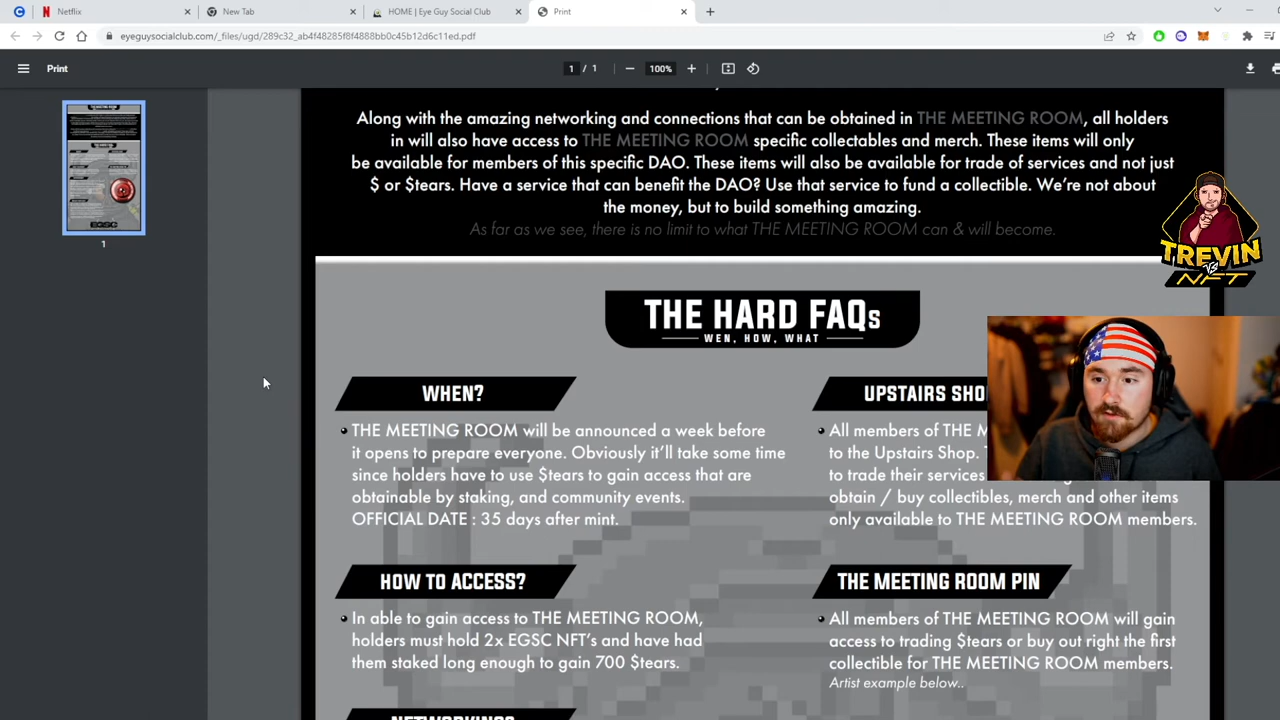 Netflix
New Tab
HOME | Eye Guy Social Club
Print
eyeguysocialclub.com/_files/ugd/289c32_ab4f48285f8f4888bb0c45b12d6c11ed.pdf
Print
1 / 1
100%
1
Along with the amazing networking and connections that can be obtained in THE MEETING ROOM, all holders
in will also have access to THE MEETING ROOM specific collectables and merch. These items will only
be available for members of this specific DAO. These items will also be available for trade of services and not just
$ or $tears. Have a service that can benefit the DAO? Use that service to fund a collectible. We're not about
the money, but to build something amazing.
As far as we see, there is no limit to what THE MEETING ROOM can & will become.
TREVIN
VS
NFT
THE HARD FAQs
WEN, HOW, WHAT
WHEN?
THE MEETING ROOM will be announced a week before
it opens to prepare everyone. Obviously it'll take some time
since holders have to use $tears to gain access that are
obtainable by staking, and community events.
OFFICIAL DATE : 35 days after mint.
UPSTAIRS SHO
All members of THE M
to the Upstairs Shop.
to trade their services
obtain / buy collectibles, merch and other items
only available to THE MEETING ROOM members.
HOW TO ACCESS?
In able to gain access to THE MEETING ROOM,
holders must hold 2x EGSC NFT's and have had
them staked long enough to gain 700 $tears.
THE MEETING ROOM PIN
All members of THE MEETING ROOM will gain
access to trading $tears or buy out right the first
collectible for THE MEETING ROOM members.
Artist example below..